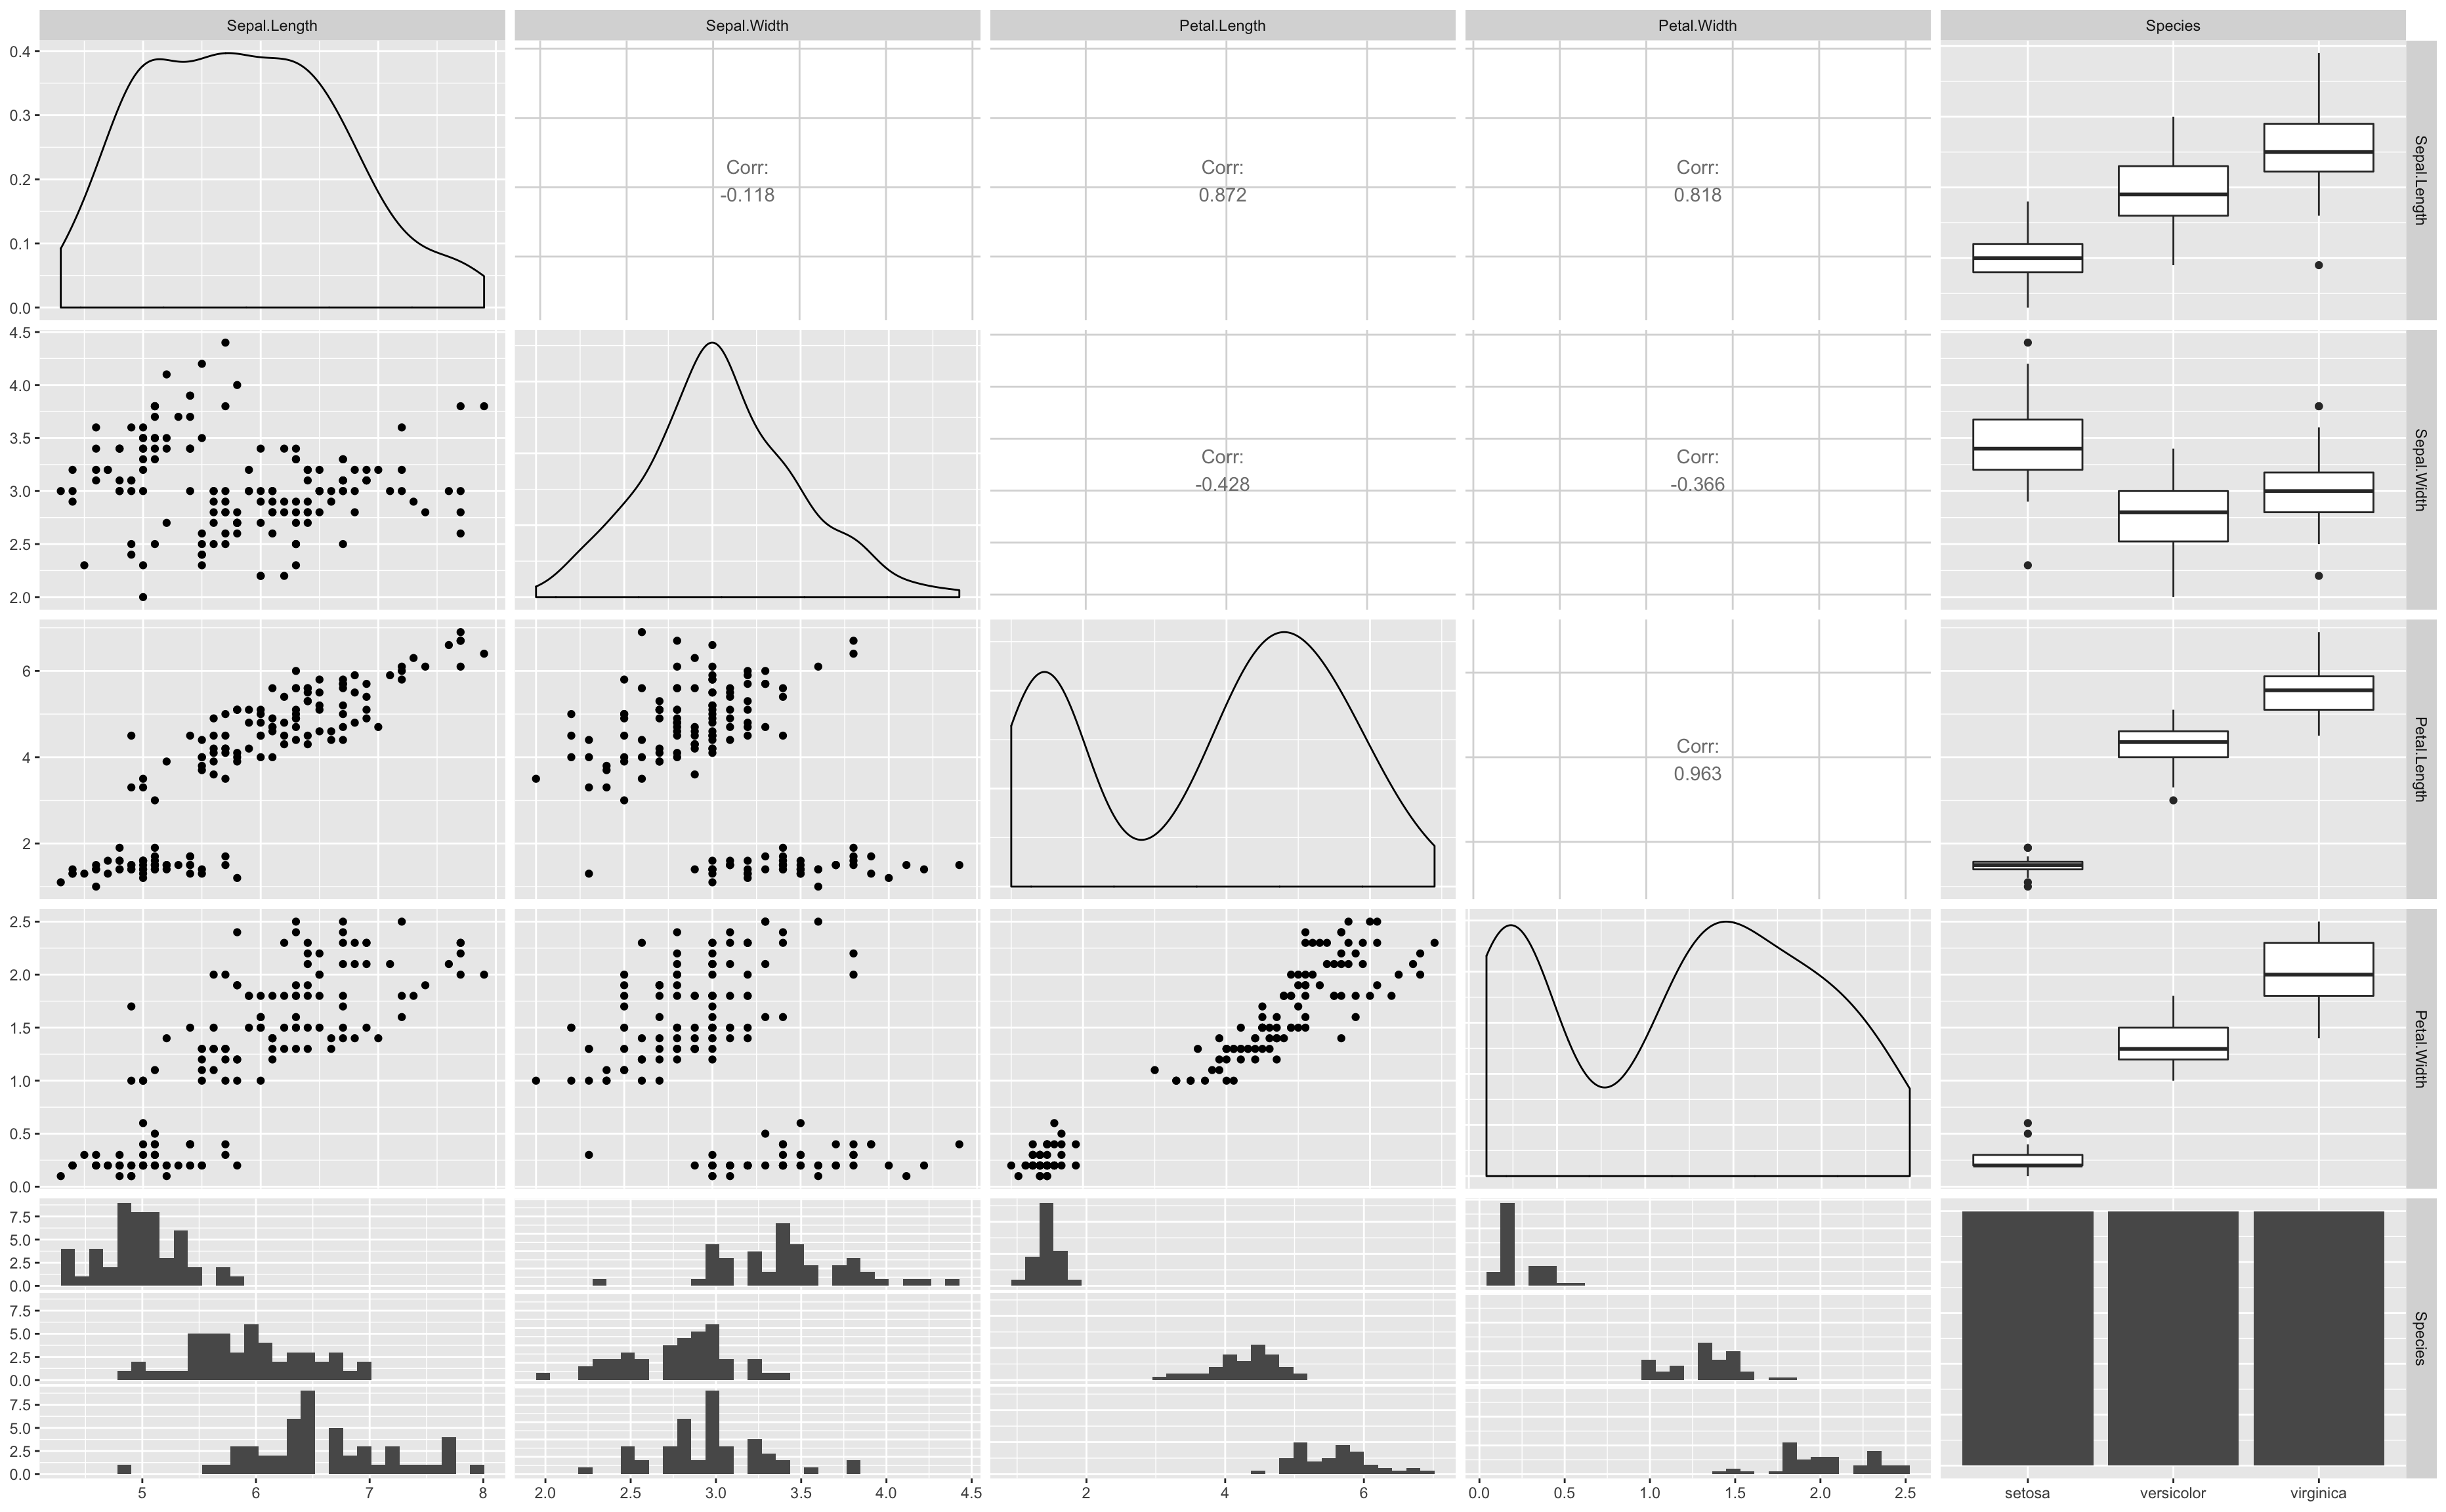 Sepal.Length Sepal.Width Petal.Length Petal.Width Species
0.4
0.3
0.2
0.1
0.0
Corr:
-0.118
Corr:
0.872
Corr:
0.818
Sepal.Length
4.5
4.0
3.5
3.0
2.5
2.0
Corr:
-0.428
Corr:
-0.366
Sepal.Width
6
4
2
Corr:
0.963
Petal.Length
2.5
2.0
1.5
1.0
0.5
0.0
Petal.Width
7.5
5.0
2.5
0.0
7.5
5.0
2.5
0.0
7.5
5.0
2.5
0.0
Species
5 6 7 8 2.0 2.5 3.0 3.5 4.0 4.5 2 4 6 0.0 0.5 1.0 1.5 2.0 2.5 setosa versicolor virginica